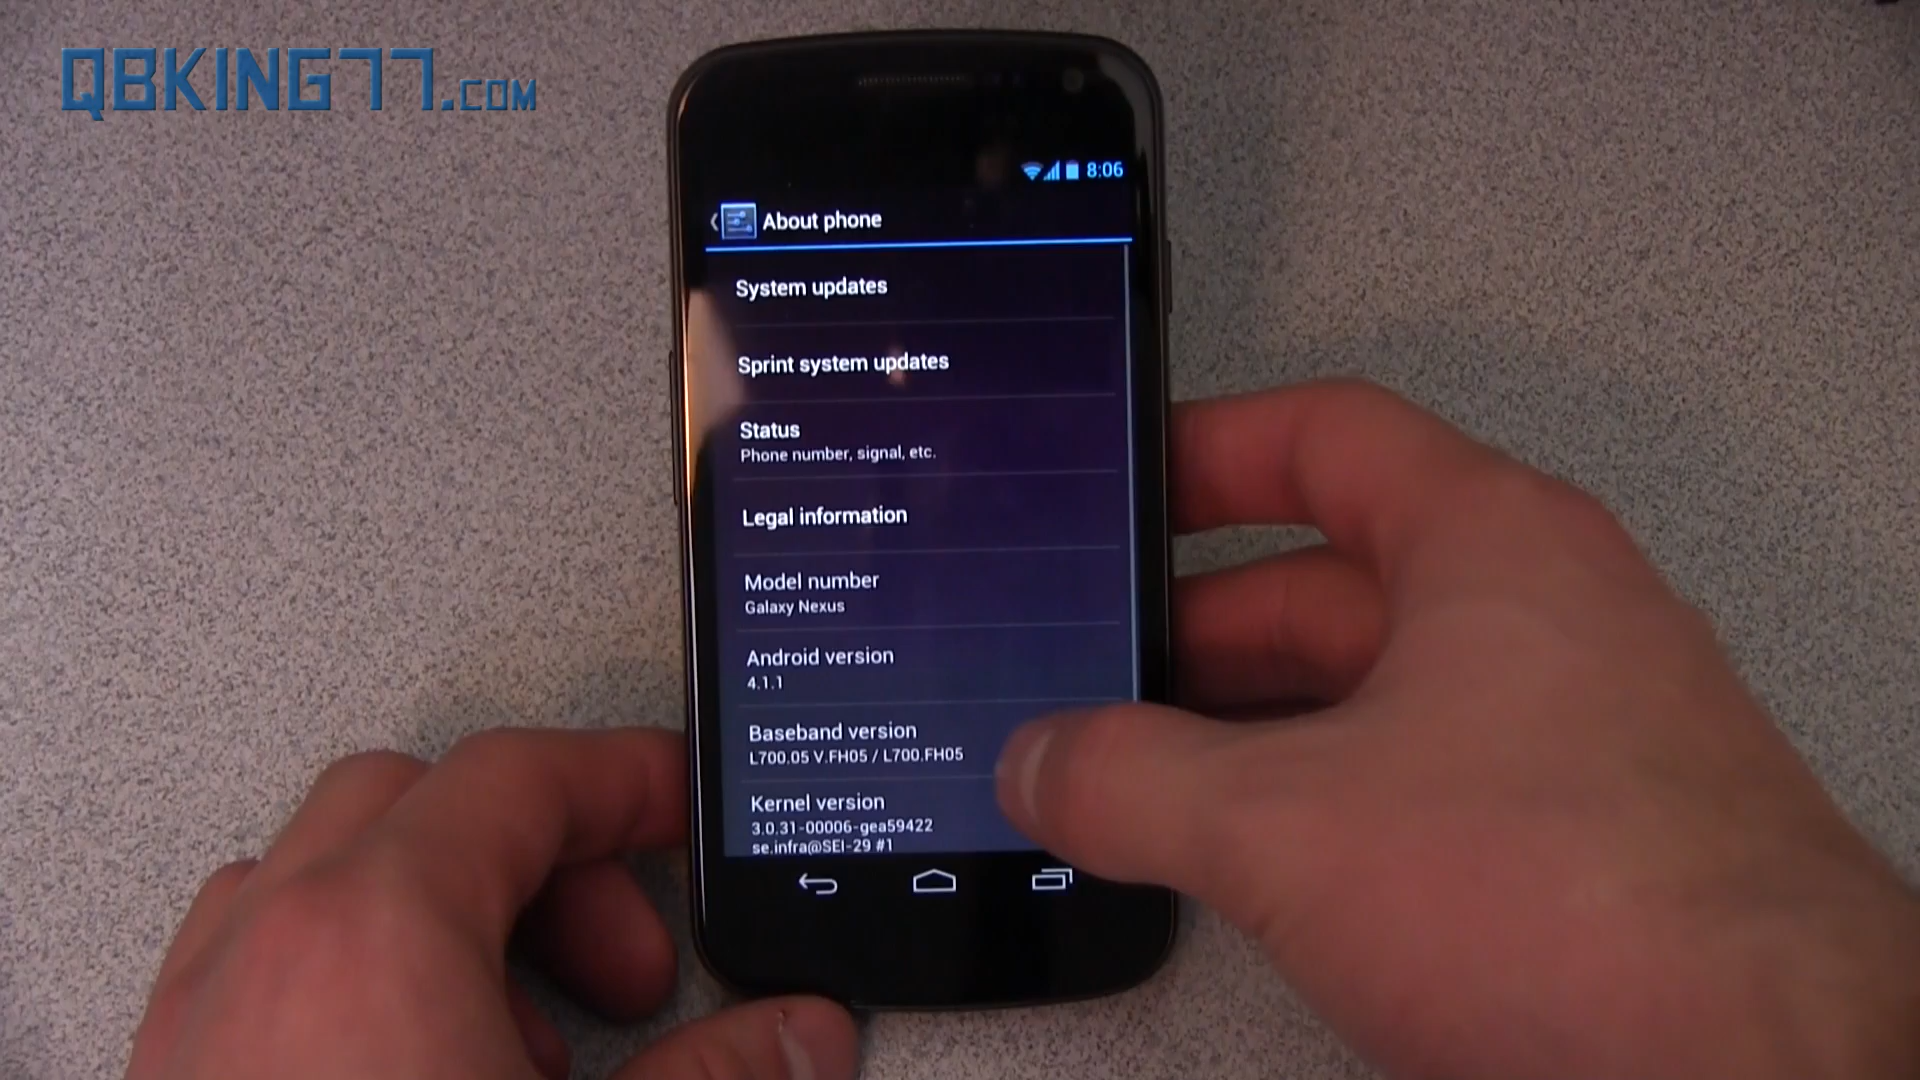 QBKING77.COM
8:06
About phone
System updates
Sprint system updates
Status
Phone number, signal, etc.
Legal information
Model number
Galaxy Nexus
Android version
4.1.1
Baseband version
L700.05 V.FH05 / L700.FH05
Kernel version
3.0.31-00006-gea59422
se.infra@SEI-29 #1